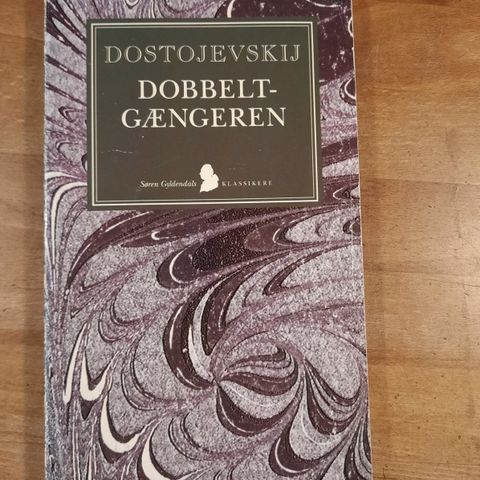 DOSTOJEVSKIJ
DOBBELT-
GÆNGEREN
Søren Gyldendals KLASSIKERE